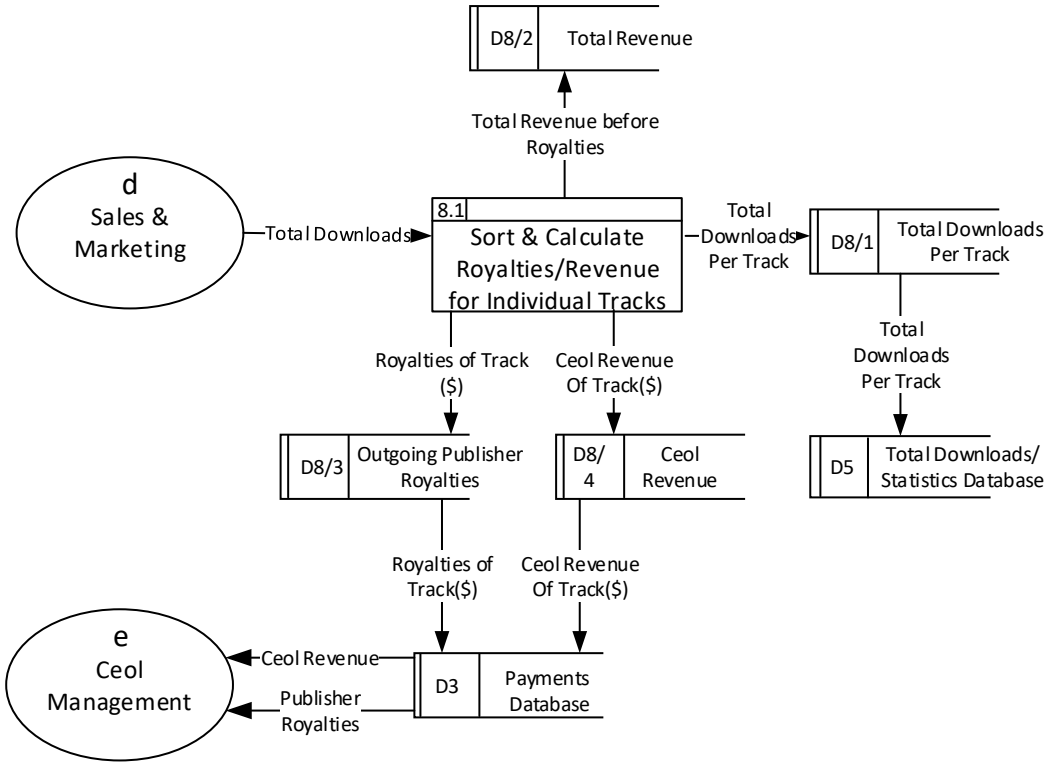 D8/2
Total Revenue
Total Revenue before
Royalties
d
Sales &
Marketing
Total Downloads
8.1
Sort & Calculate
Royalties/Revenue
for Individual Tracks
Total
Downloads
Per Track
D8/1
Total Downloads
Per Track
Total
Downloads
Per Track
Royalties of Track
($)
Ceol Revenue
Of Track($)
D8/3
Outgoing Publisher
Royalties
D8/
4
Ceol
Revenue
D5
Total Downloads/
Statistics Database
Royalties of
Track($)
Ceol Revenue
Of Track($)
e
Ceol
Management
Ceol Revenue
Publisher
Royalties
D3
Payments
Database